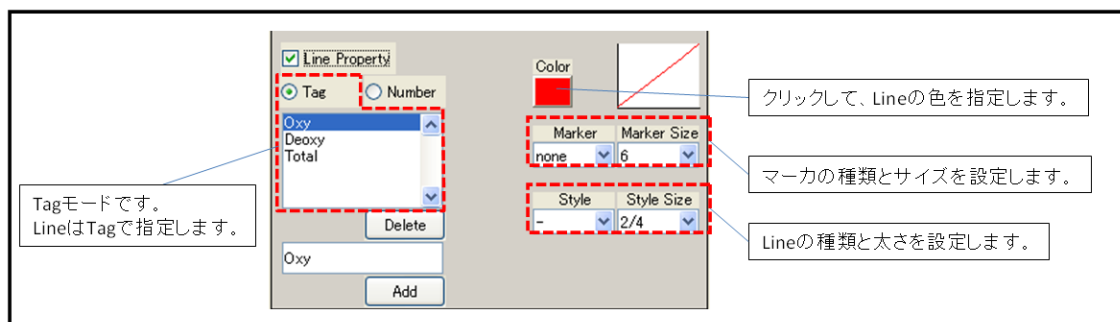 Line Property
Tag
Number
Oxy
Deoxy
Total
Delete
Oxy
Add
Color
Marker
Marker Size
none
6
Style
Style Size
-
2/4
Tagモードです。
LineはTagで指定します。
クリックして、Lineの色を指定します。
マーカの種類とサイズを設定します。
Lineの種類と太さを設定します。